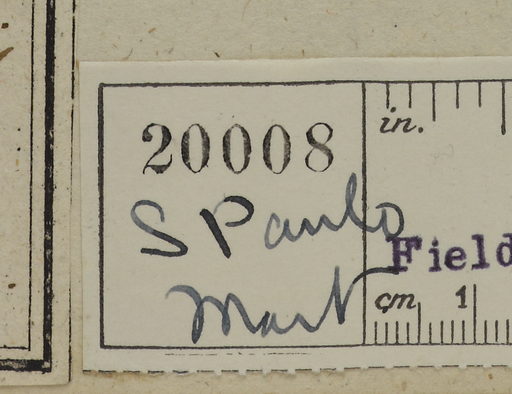 20008
in.
S Paulo
Field
Mart
cm 1